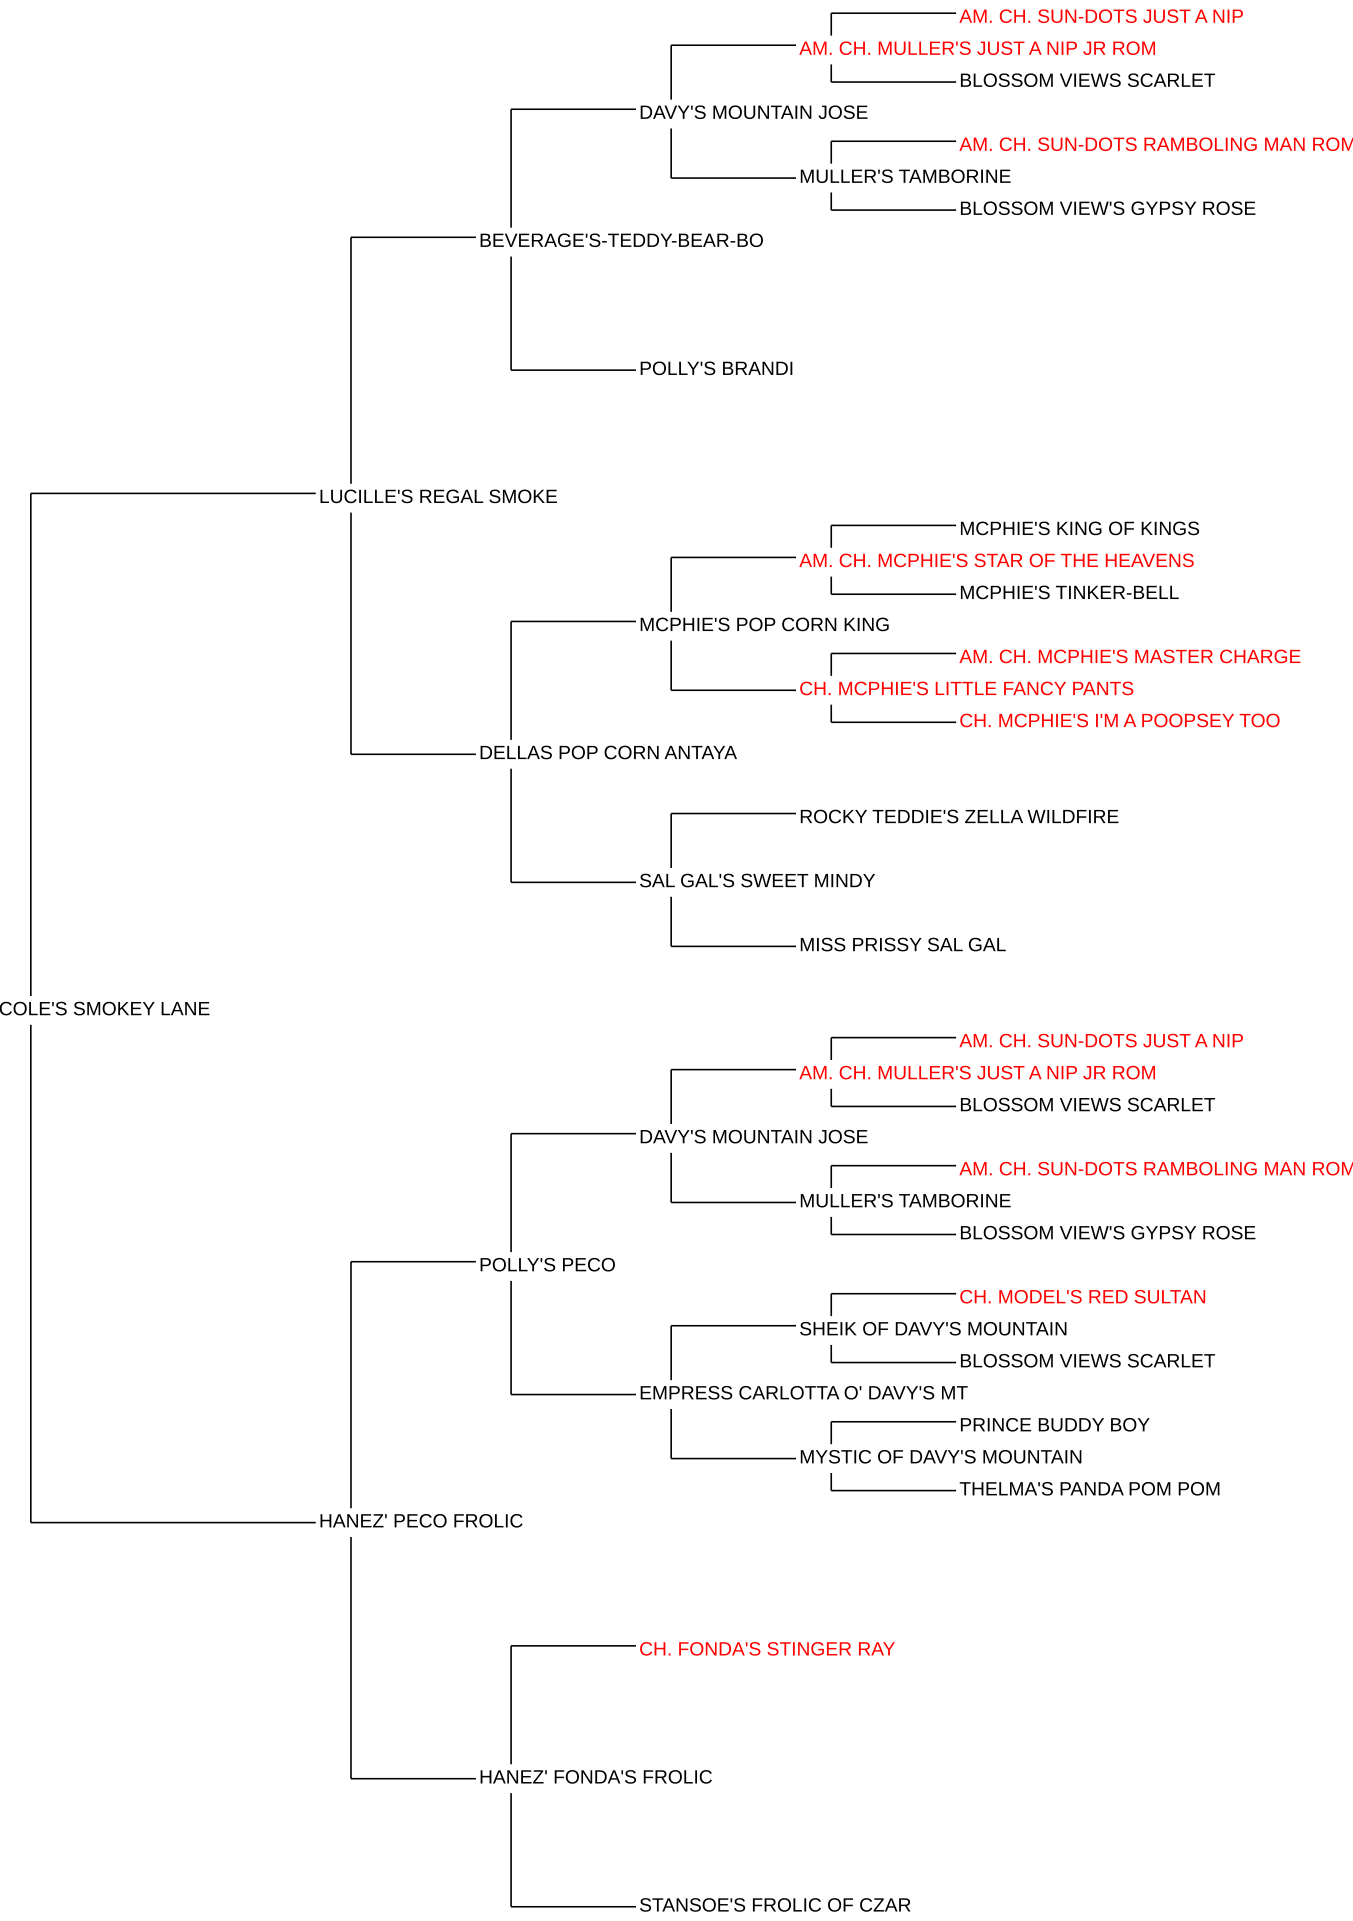 AM. CH. SUN-DOTS JUST A NIP
AM. CH. MULLER'S JUST A NIP JR ROM
BLOSSOM VIEWS SCARLET
DAVY'S MOUNTAIN JOSE
AM. CH. SUN-DOTS RAMBOLING MAN ROM
MULLER'S TAMBORINE
BLOSSOM VIEW'S GYPSY ROSE
BEVERAGE'S-TEDDY-BEAR-BO
POLLY'S BRANDI
LUCILLE'S REGAL SMOKE
MCPHIE'S KING OF KINGS
AM. CH. MCPHIE'S STAR OF THE HEAVENS
MCPHIE'S TINKER-BELL
MCPHIE'S POP CORN KING
AM. CH. MCPHIE'S MASTER CHARGE
CH. MCPHIE'S LITTLE FANCY PANTS
CH. MCPHIE'S I'M A POOPSEY TOO
DELLAS POP CORN ANTAYA
ROCKY TEDDIE'S ZELLA WILDFIRE
SAL GAL'S SWEET MINDY
MISS PRISSY SAL GAL
COLE'S SMOKEY LANE
AM. CH. SUN-DOTS JUST A NIP
AM. CH. MULLER'S JUST A NIP JR ROM
BLOSSOM VIEWS SCARLET
DAVY'S MOUNTAIN JOSE
AM. CH. SUN-DOTS RAMBOLING MAN ROM
MULLER'S TAMBORINE
BLOSSOM VIEW'S GYPSY ROSE
POLLY'S PECO
CH. MODEL'S RED SULTAN
SHEIK OF DAVY'S MOUNTAIN
BLOSSOM VIEWS SCARLET
EMPRESS CARLOTTA O' DAVY'S MT
PRINCE BUDDY BOY
MYSTIC OF DAVY'S MOUNTAIN
THELMA'S PANDA POM POM
HANEZ' PECO FROLIC
CH. FONDA'S STINGER RAY
HANEZ' FONDA'S FROLIC
STANSOE'S FROLIC OF CZAR